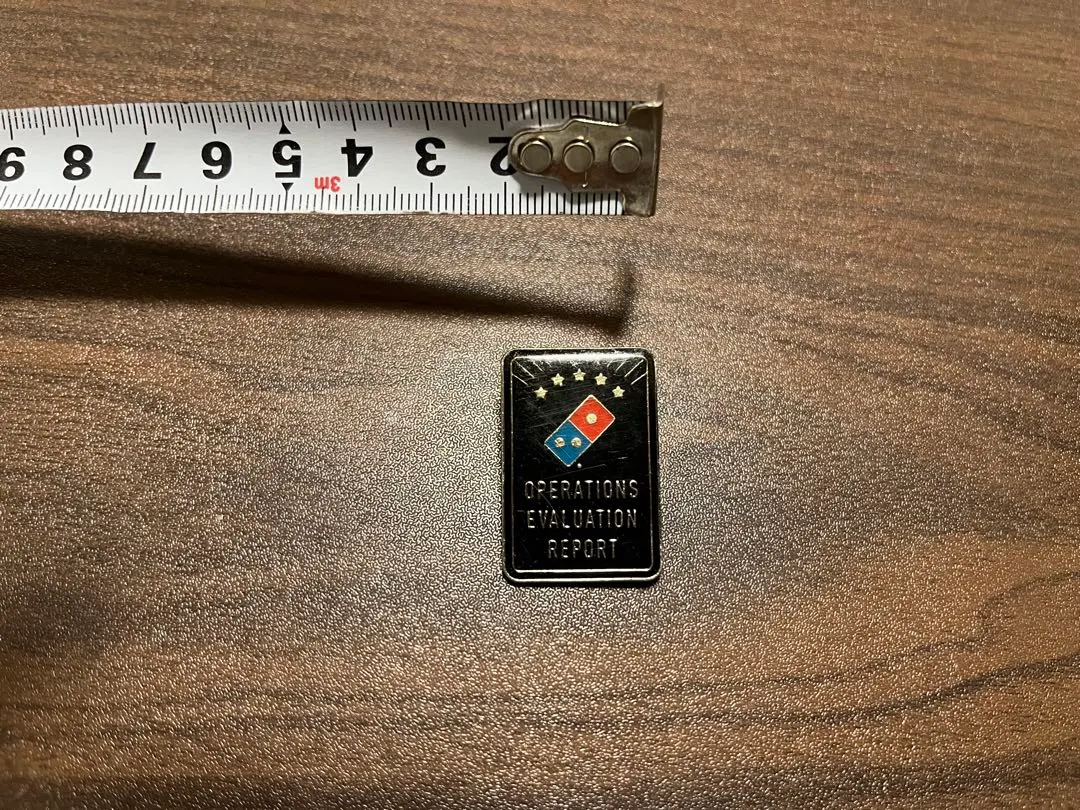 9 8 7 6 5 4 3 2
3m
OPERATIONS
EVALUATION
REPORT